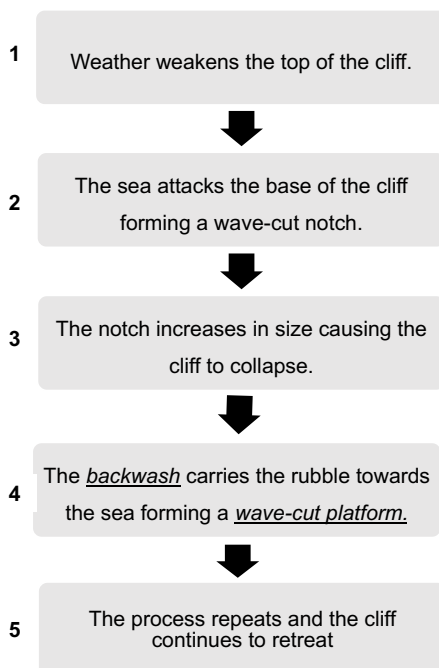 1
Weather weakens the top of the cliff.
2
The sea attacks the base of the cliff
forming a wave-cut notch.
3
The notch increases in size causing the
cliff to collapse.
4
The backwash carries the rubble towards
the sea forming a wave-cut platform.
5
The process repeats and the cliff
continues to retreat